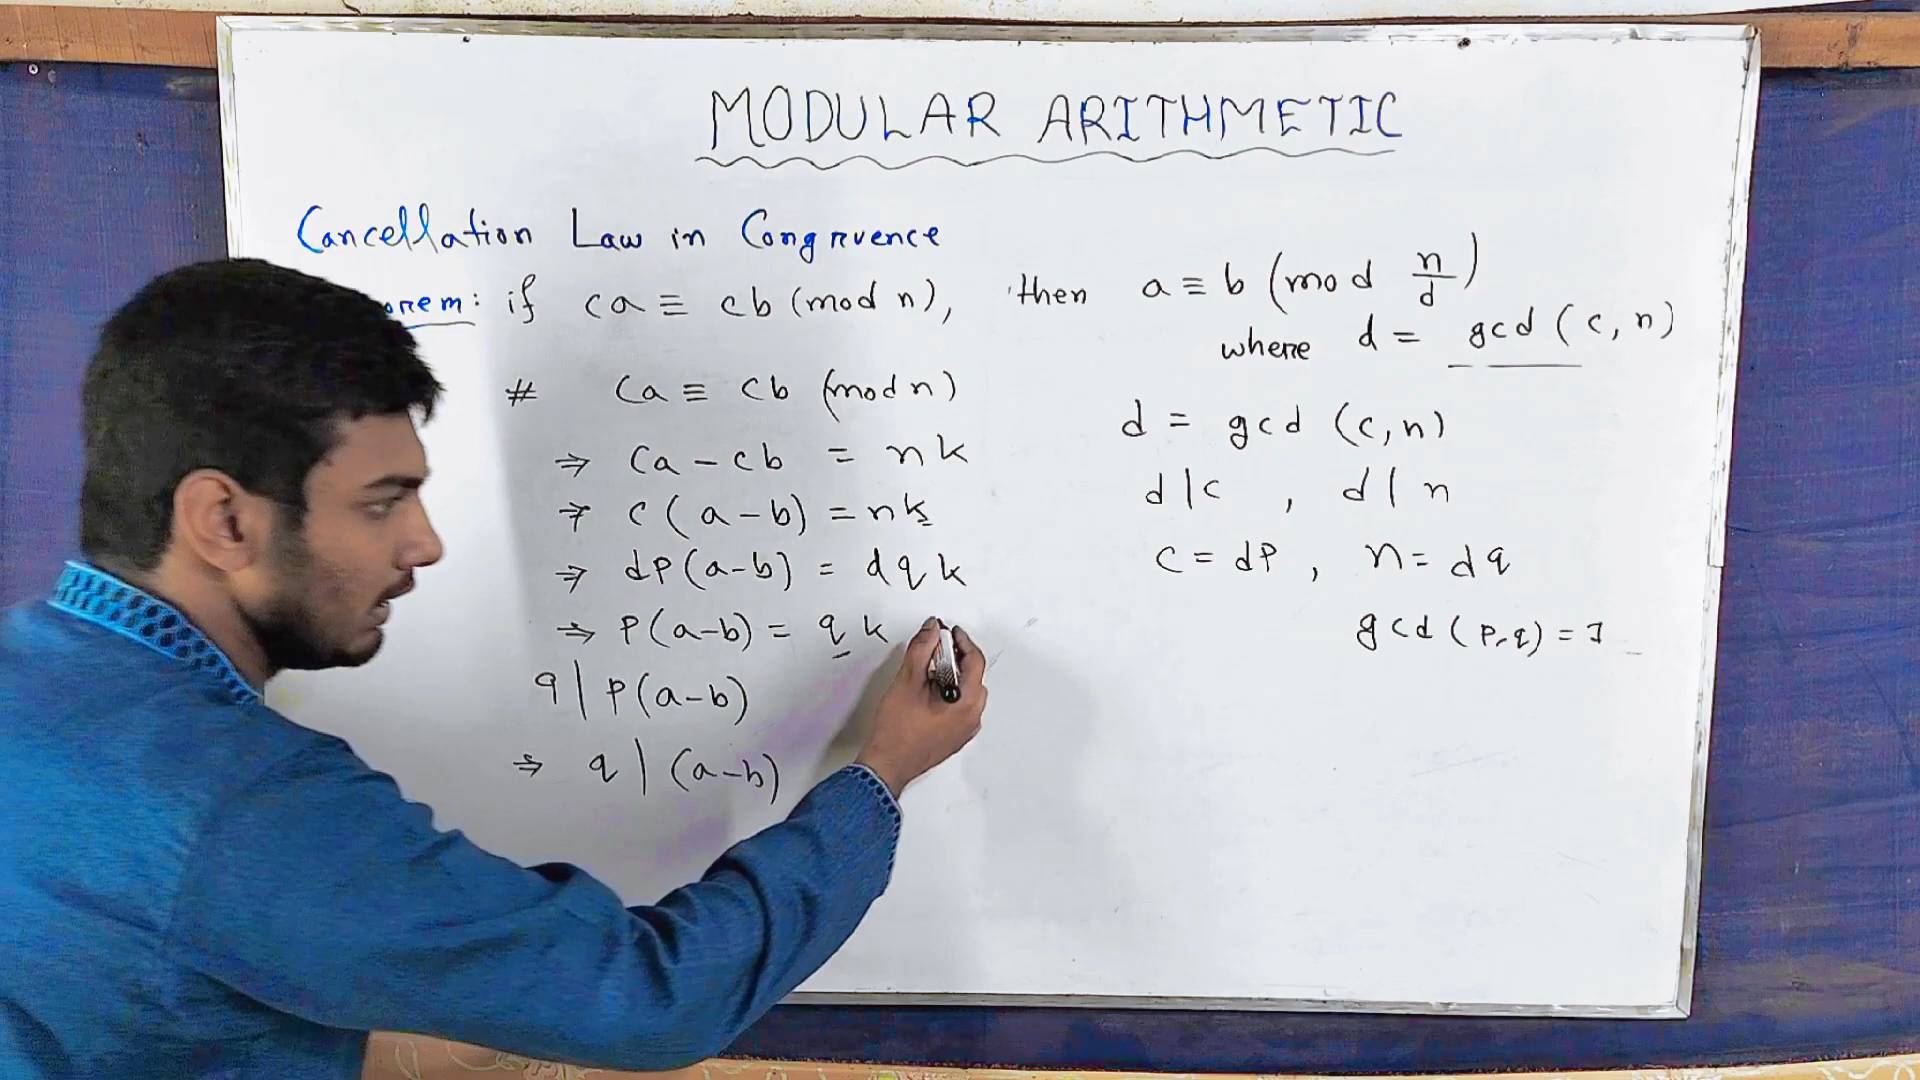 MODULAR ARITHMETIC
Cancellation Law in Congruence
if ca ≡ cb (mod n), then a ≡ b (mod n/d)
where d = gcd (c, n)
# ca ≡ cb (mod n)
⇒ ca - cb = nk
⇒ c(a-b) = nk
⇒ dp(a-b) = dqk
⇒ p(a-b) = qk
q | p(a-b)
⇒ q | (a-b)
d = gcd (c, n)
d | c , d | n
c = dp , n = dq
gcd (p, q) = 1